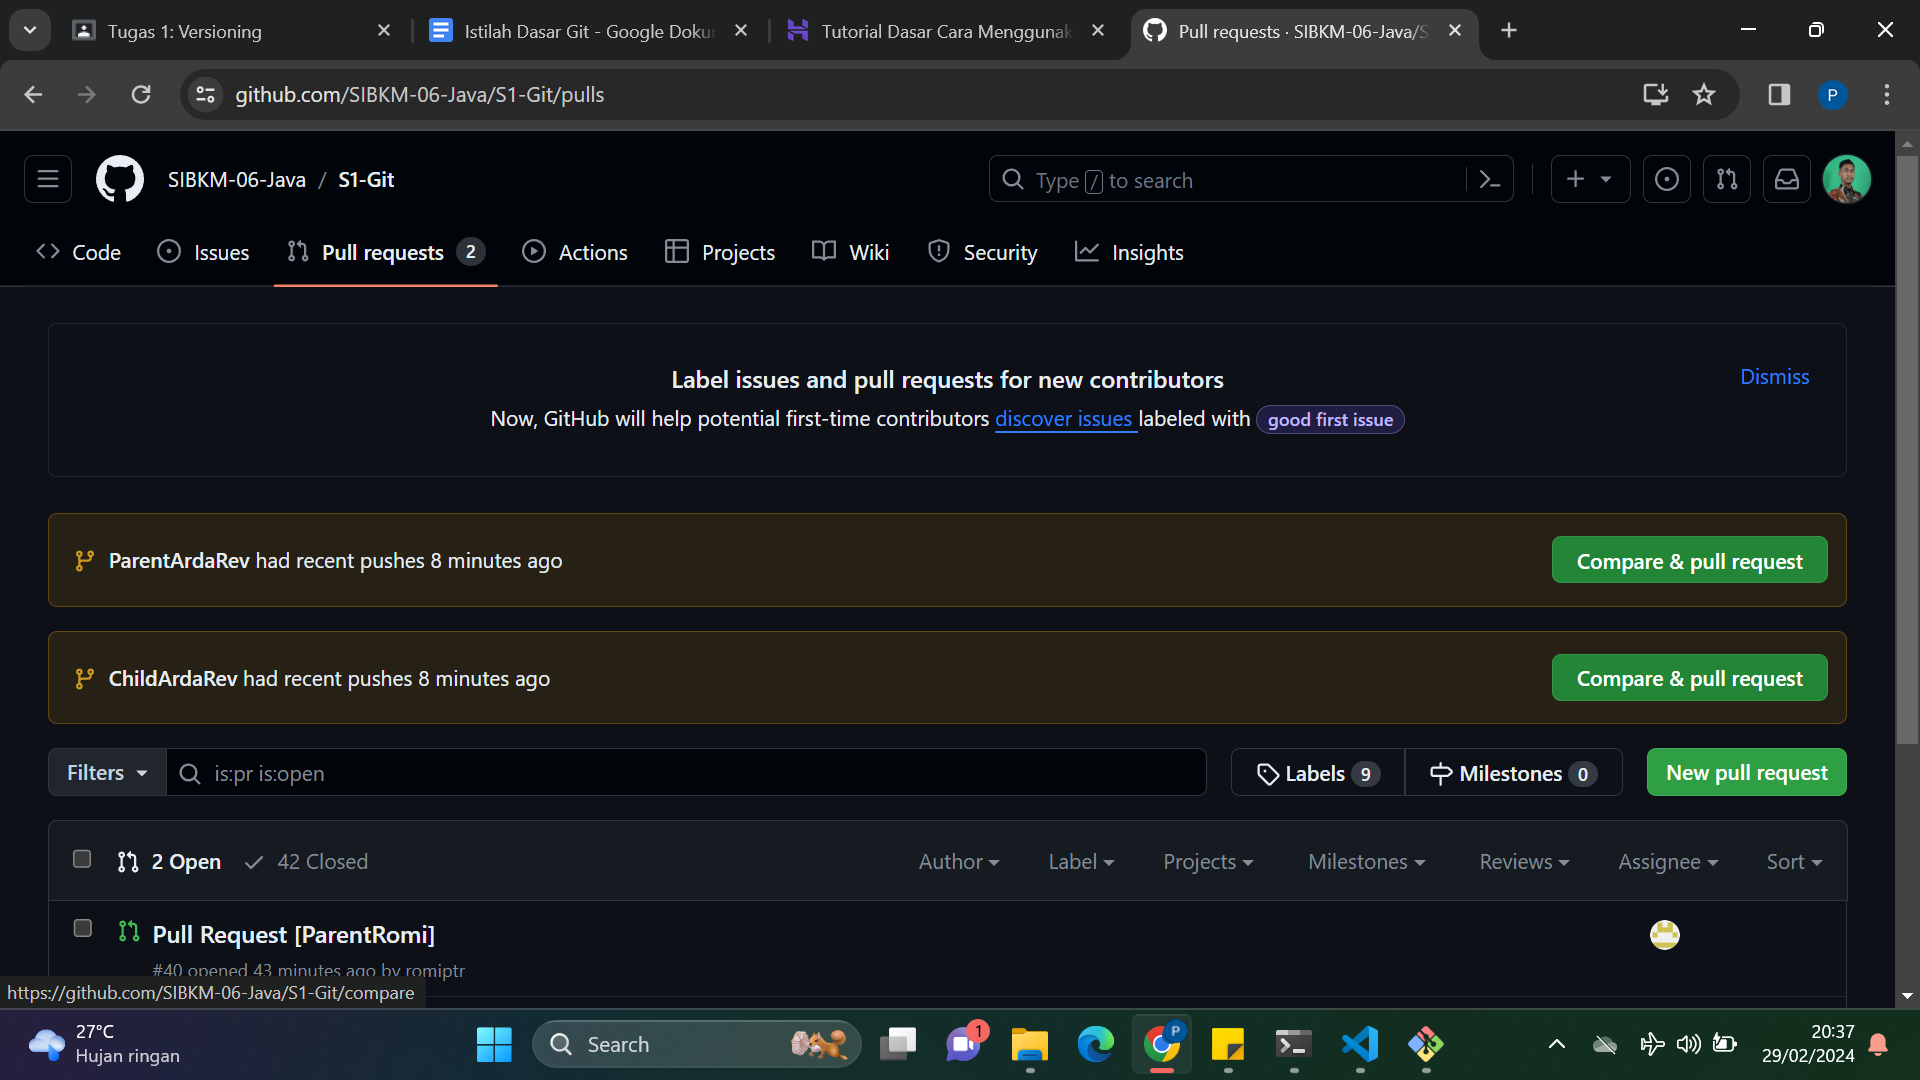 Tugas 1: Versioning
Istilah Dasar Git - Google Doku
Tutorial Dasar Cara Menggunak
Pull requests · SIBKM-06-Java/S
github.com/SIBKM-06-Java/S1-Git/pulls
P
SIBKM-06-Java / S1-Git
Type / to search
Code
Issues
Pull requests 2
Actions
Projects
Wiki
Security
Insights
Label issues and pull requests for new contributors
Dismiss
Now, GitHub will help potential first-time contributors discover issues labeled with good first issue
ParentArdaRev had recent pushes 8 minutes ago
Compare & pull request
ChildArdaRev had recent pushes 8 minutes ago
Compare & pull request
Filters
is:pr is:open
Labels 9
Milestones 0
New pull request
2 Open
42 Closed
Author
Label
Projects
Milestones
Reviews
Assignee
Sort
Pull Request [ParentRomi]
#40 opened 43 minutes ago by romiptr
https://github.com/SIBKM-06-Java/S1-Git/compare
27°C
Hujan ringan
Search
1
P
20:37
29/02/2024